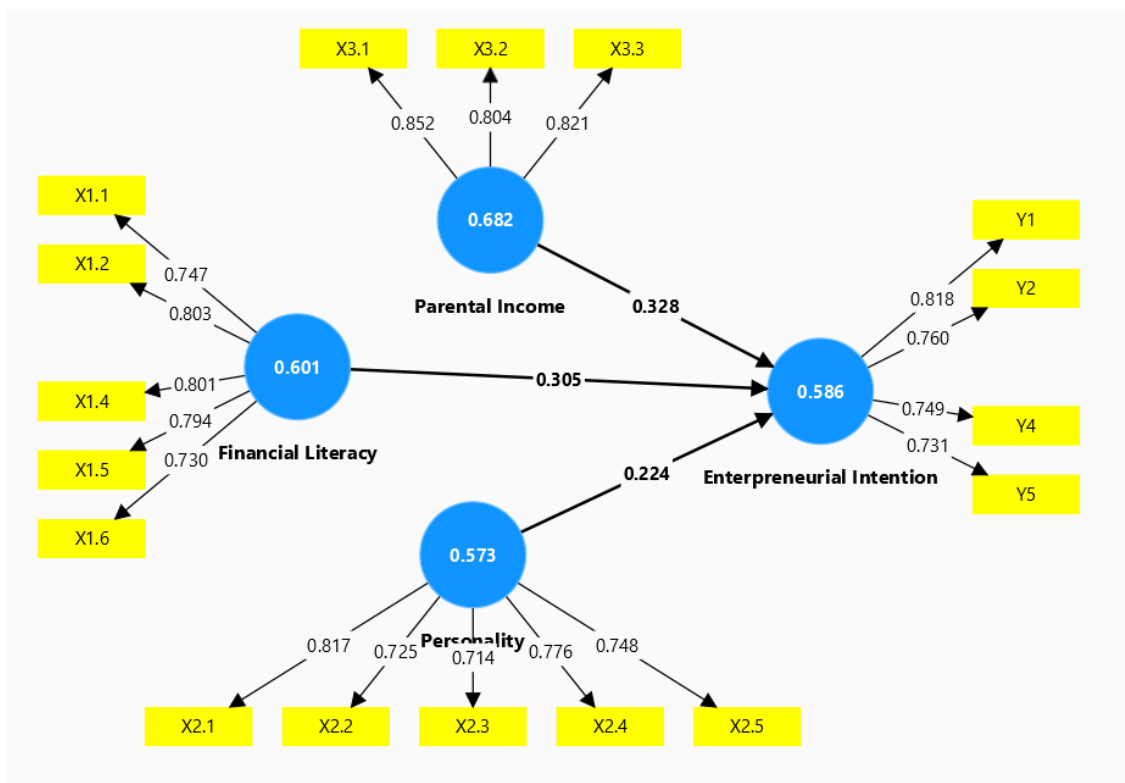 X3.1 X3.2 X3.3
0.852 0.804 0.821
0.682
Parental Income
X1.1
X1.2
X1.4
X1.5
X1.6
0.747
0.803
0.801
0.794
0.730
0.601
Financial Literacy
0.328
0.305
0.224
0.586
Enterpreneurial Intention
Y1
Y2
Y4
Y5
0.818
0.760
0.749
0.731
0.573
Personality
0.817 0.725 0.714 0.776 0.748
X2.1 X2.2 X2.3 X2.4 X2.5